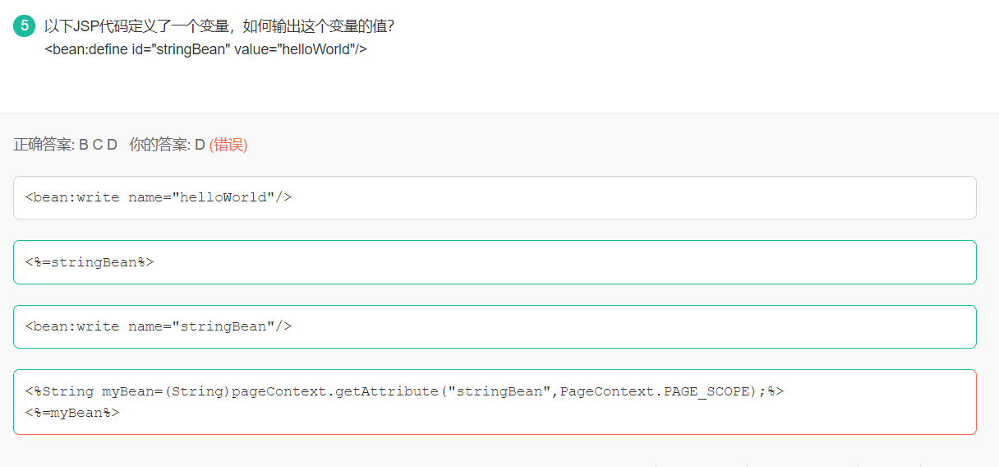 5 以下JSP代码定义了一个变量，如何输出这个变量的值?
<bean:define id="stringBean" value="helloWorld"/>
正确答案: B C D 你的答案: D (错误)
<bean:write name="helloWorld"/>
<%=stringBean%>
<bean:write name="stringBean"/>
<%String myBean=(String)pageContext.getAttribute("stringBean",PageContext.PAGE_SCOPE);%>
<%=myBean%>